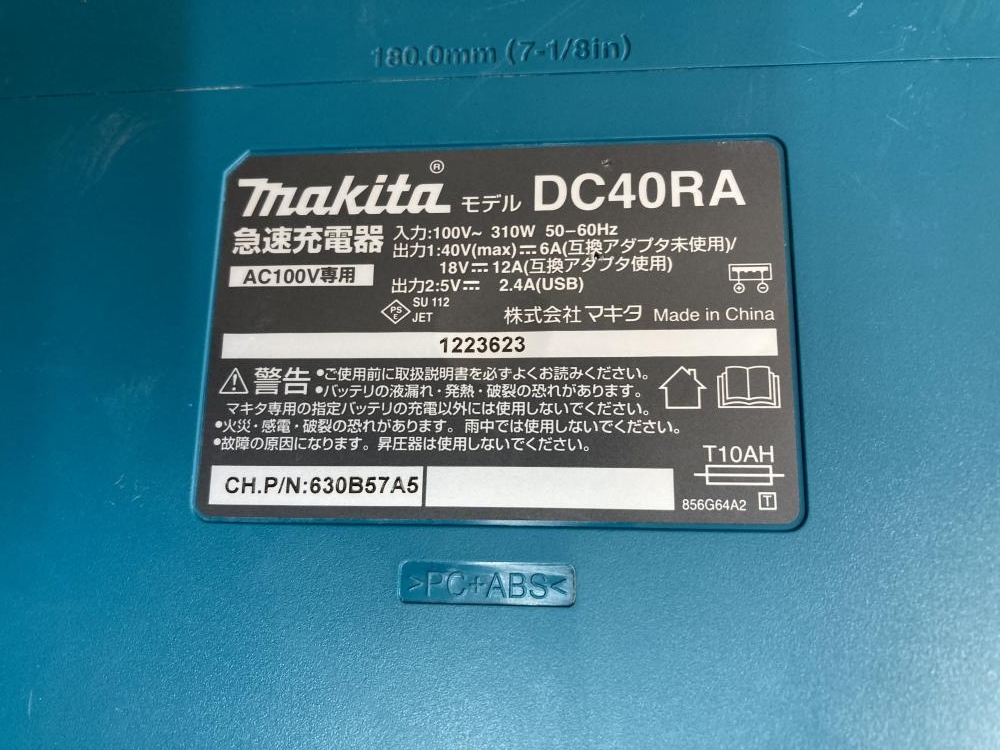 180.0mm (7-1/8in)
makita® モデル DC40RA
急速充電器
AC100V専用
入力:100V~ 310W 50-60Hz
出力1:40V(max)⎓6A(互換アダプタ未使用)/
18V⎓12A(互換アダプタ使用)
出力2:5V⎓ 2.4A(USB)
PS E SU 112
JET
株式会社マキタ Made in China
1223623
⚠警告
•ご使用前に取扱説明書を必ずよくお読みください。
•バッテリの液漏れ・発熱・破裂の恐れがあります。
マキタ専用の指定バッテリの充電以外には使用しないでください。
•火災・感電・破裂の恐れがあります。雨中では使用しないでください。
•故障の原因になります。昇圧器は使用しないでください。
T10AH
CH.P/N:630B57A5
856G64A2 T
>PC+ABS<